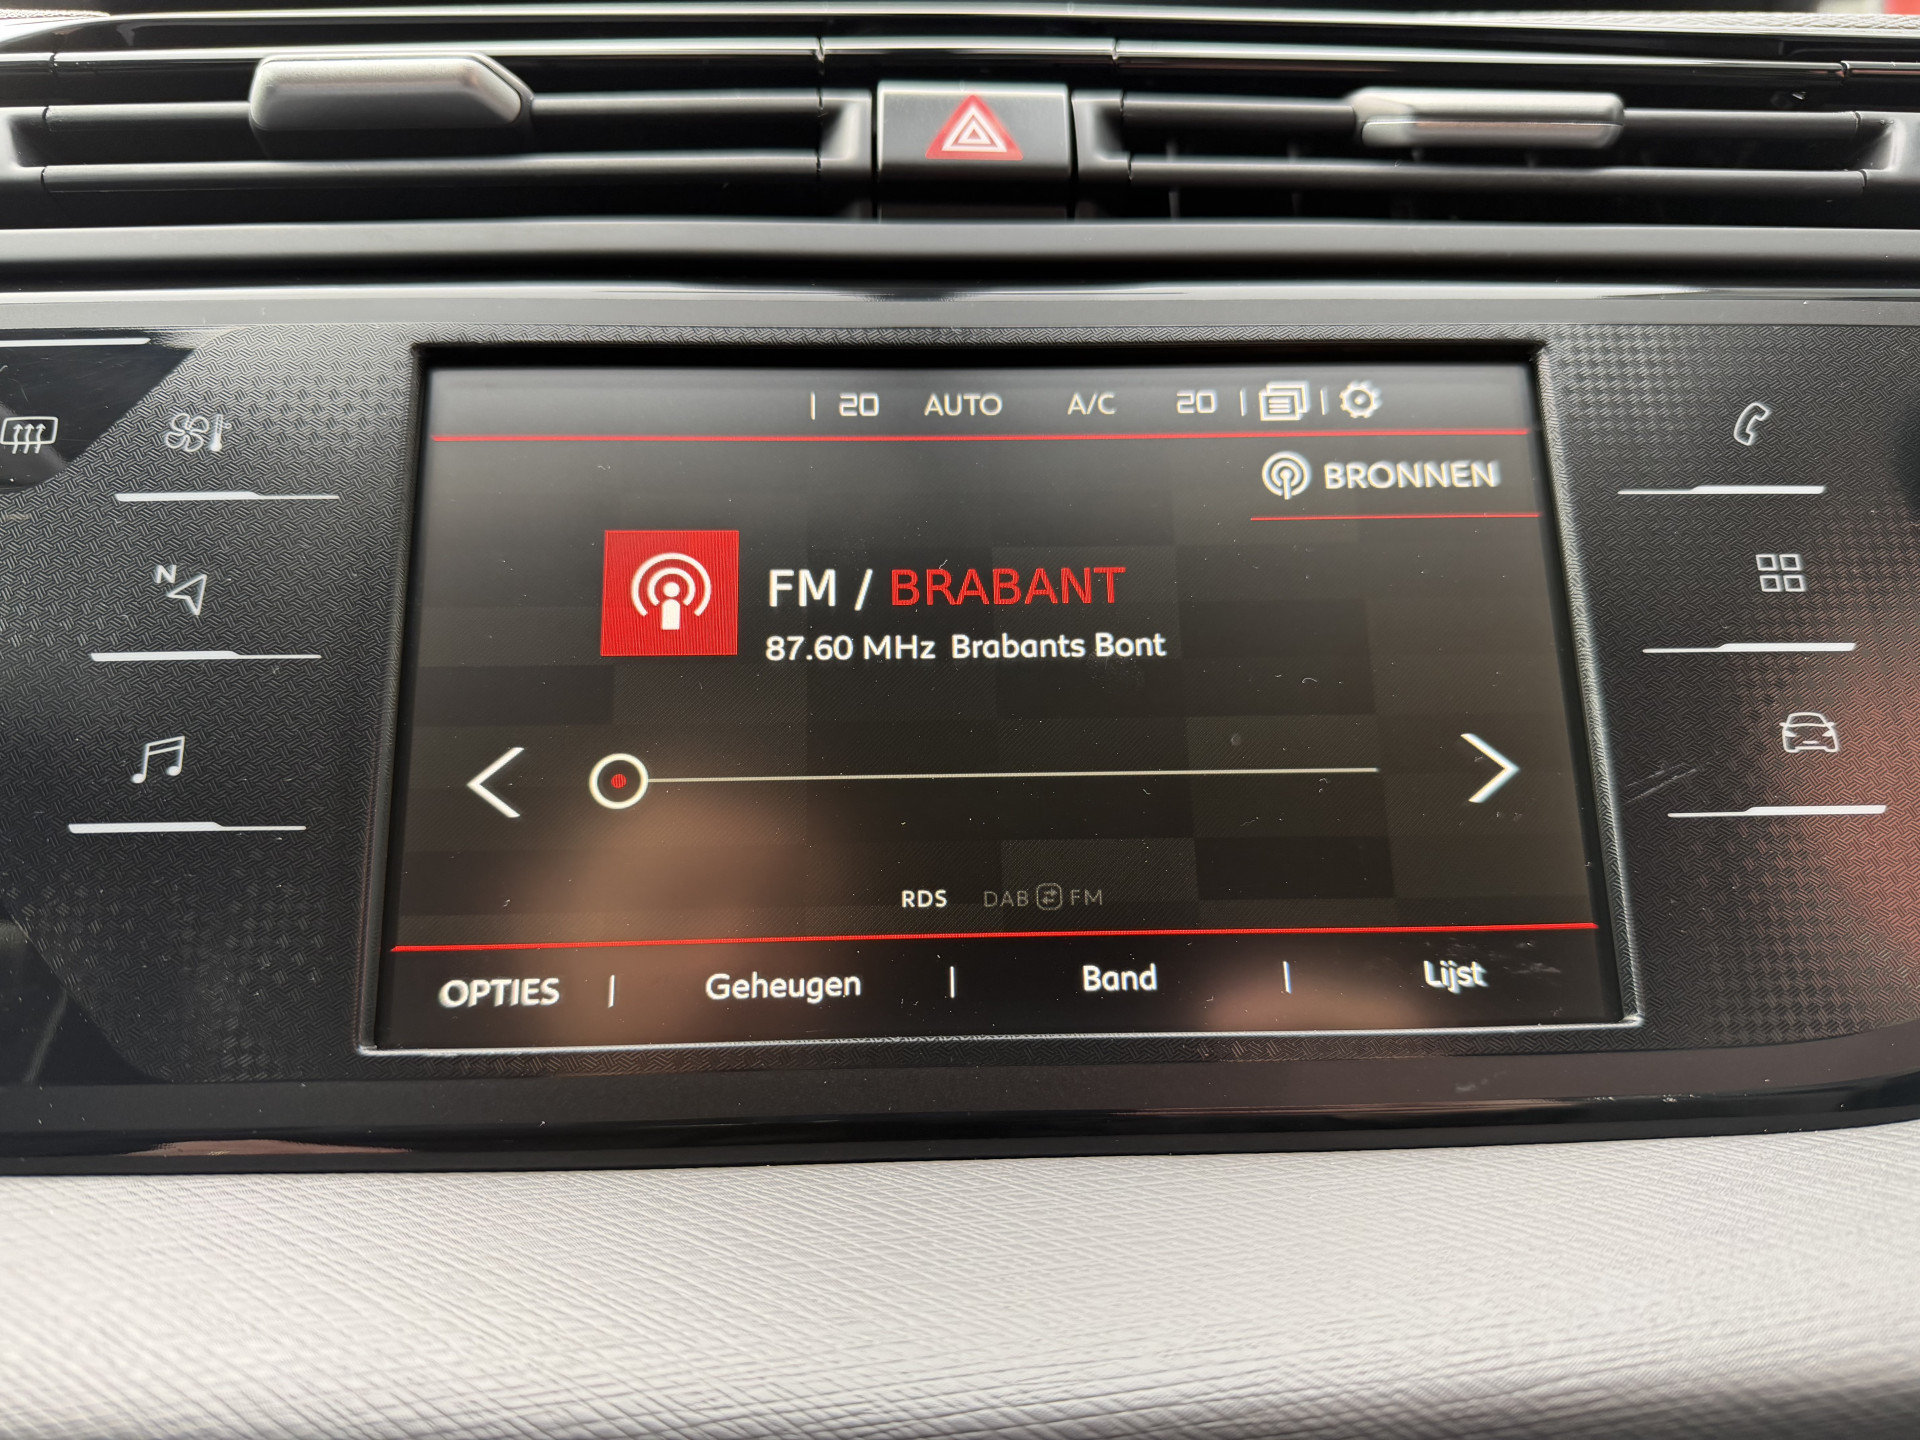 20 AUTO A/C 20
BRONNEN
FM / BRABANT
87.60 MHz Brabants Bont
N
RDS DAB FM
OPTIES Geheugen Band Lijst